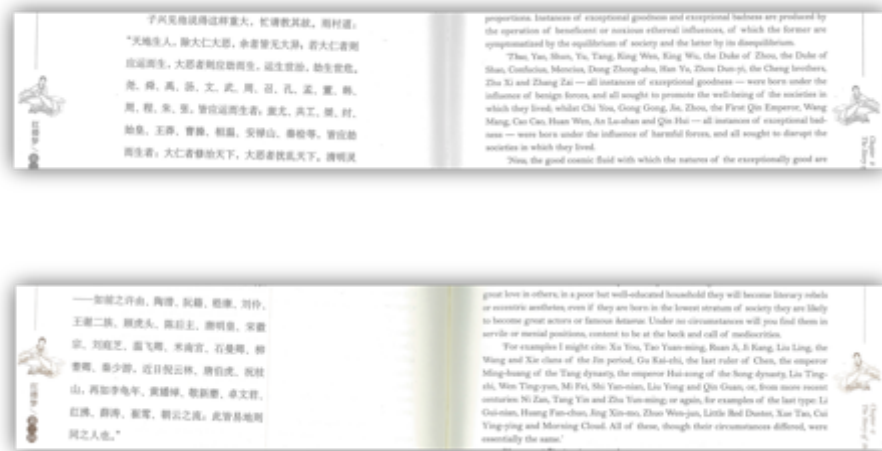 子兴见他说得这样重大，忙请教其故。雨村道：
“天地生人，除大仁大恶，余者皆无大异；若大仁者则
应运而生，大恶者则应劫而生，运生世治，劫生世危。
尧、舜、禹、汤、文、武、周、召、孔、孟、董、韩、
周、程、朱、张，皆应运而生者；蚩尤、共工、桀、纣、
始皇、王莽、曹操、桓温、安禄山、秦桧等，皆应劫
而生者；大仁者修治天下，大恶者扰乱天下。清明灵
红楼梦
proportions. Instances of exceptional goodness and exceptional badness are produced by
the operation of beneficent or noxious ethereal influences, of which the former are
symptomatized by the equilibrium of society and the latter by its disequilibrium.
'Thus, Yao, Shun, Yu, Tang, King Wen, King Wu, the Duke of Zhou, the Duke of
Shao, Confucius, Mencius, Dong Zhong-shu, Han Yu, Zhou Dun-yi, the Cheng brothers,
Zhu Xi and Zhang Zai — all instances of exceptional goodness — were born under the
influence of benign forces, and all sought to promote the well-being of the societies in
which they lived; whilst Chi You, Gong Gong, Jie, Zhou, the First Qin Emperor, Wang
Mang, Cao Cao, Huan Wen, An Lu-shan and Qin Hui — all instances of exceptional bad-
ness — were born under the influence of harmful forces, and all sought to disrupt the
societies in which they lived.
'Now, the good cosmic fluid with which the natures of the exceptionally good are
Chapter
The Story
——如前之许由、陶潜、阮籍、嵇康、刘伶、
王谢二族、顾虎头、陈后主、唐明皇、宋徽
宗、刘庭芝、温飞卿、米南宫、石曼卿、柳
耆卿、秦少游，近日倪云林、唐伯虎、祝枝
山，再如李龟年、黄幡绰、敬新磨、卓文君、
红拂、薛涛、崔莺、朝云之流；此皆易地则
同之人也。”
红楼梦
great love in others; in a poor but well-educated household they will become literary rebels
or eccentric aesthetes; even if they are born in the lowest stratum of society they are likely
to become great actors or famous hetaerae. Under no circumstances will you find them in
servile or menial positions, content to be at the beck and call of mediocrities.
'For examples I might cite: Xu You, Tao Yuan-ming, Ruan Ji, Ji Kang, Liu Ling, the
Wang and Xie clans of the Jin period, Gu Kai-zhi, the last ruler of Chen, the emperor
Ming-huang of the Tang dynasty, the emperor Hui-zong of the Song dynasty, Liu Ting-
zhi, Wen Ting-yun, Mi Fei, Shi Yan-nian, Liu Yong and Qin Guan; or, from more recent
centuries: Ni Zan, Tang Yin and Zhu Yun-ming; or again, for examples of the last type: Li
Gui-nian, Huang Fan-chuo, Jing Xin-mo, Zhuo Wen-jun, Little Red Duster, Xue Tao, Cui
Ying-ying and Morning Cloud. All of these, though their circumstances differed, were
essentially the same.'
Chapter
The Story of